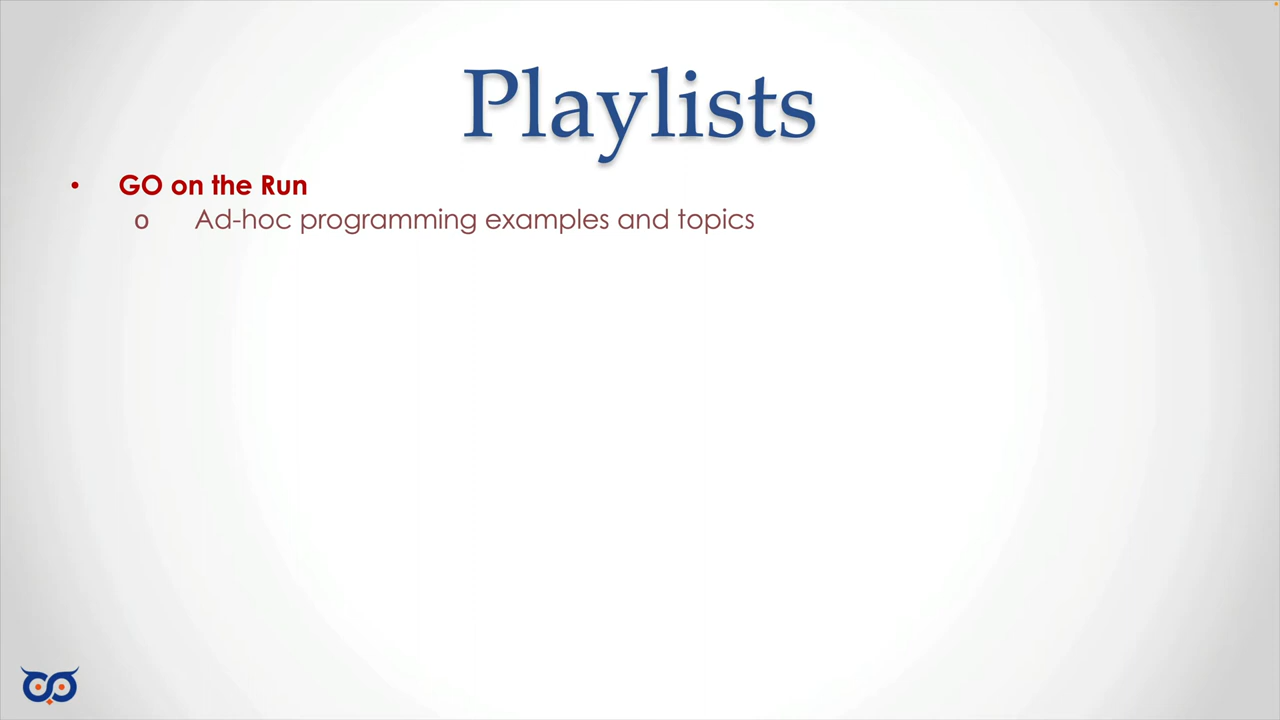 Playlists
• GO on the Run
o Ad-hoc programming examples and topics